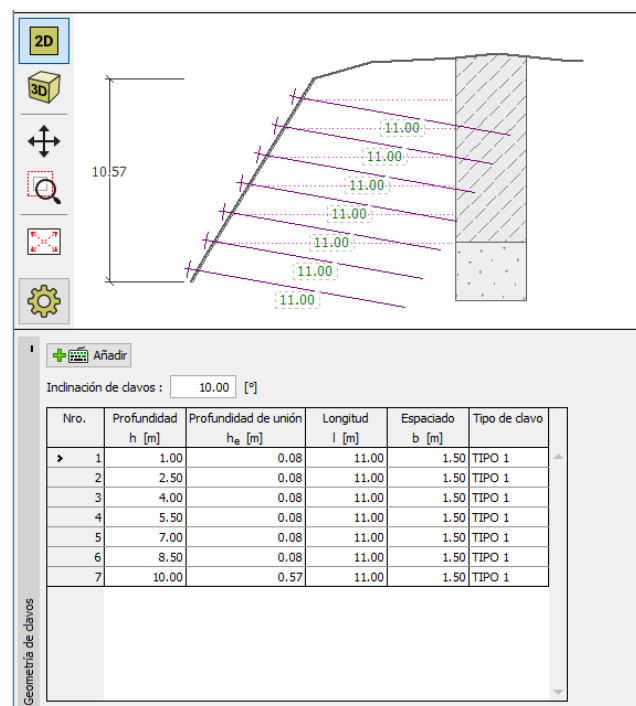 2D
3D
10.57
11.00
11.00
11.00
11.00
11.00
11.00
11.00
Añadir
Inclinación de clavos : 10.00 [°]
Nro. Profundidad h [m] Profundidad de unión he [m] Longitud l [m] Espaciado b [m] Tipo de clavo
1 1.00 0.08 11.00 1.50 TIPO 1
2 2.50 0.08 11.00 1.50 TIPO 1
3 4.00 0.08 11.00 1.50 TIPO 1
4 5.50 0.08 11.00 1.50 TIPO 1
5 7.00 0.08 11.00 1.50 TIPO 1
6 8.50 0.08 11.00 1.50 TIPO 1
7 10.00 0.57 11.00 1.50 TIPO 1
Geometría de clavos